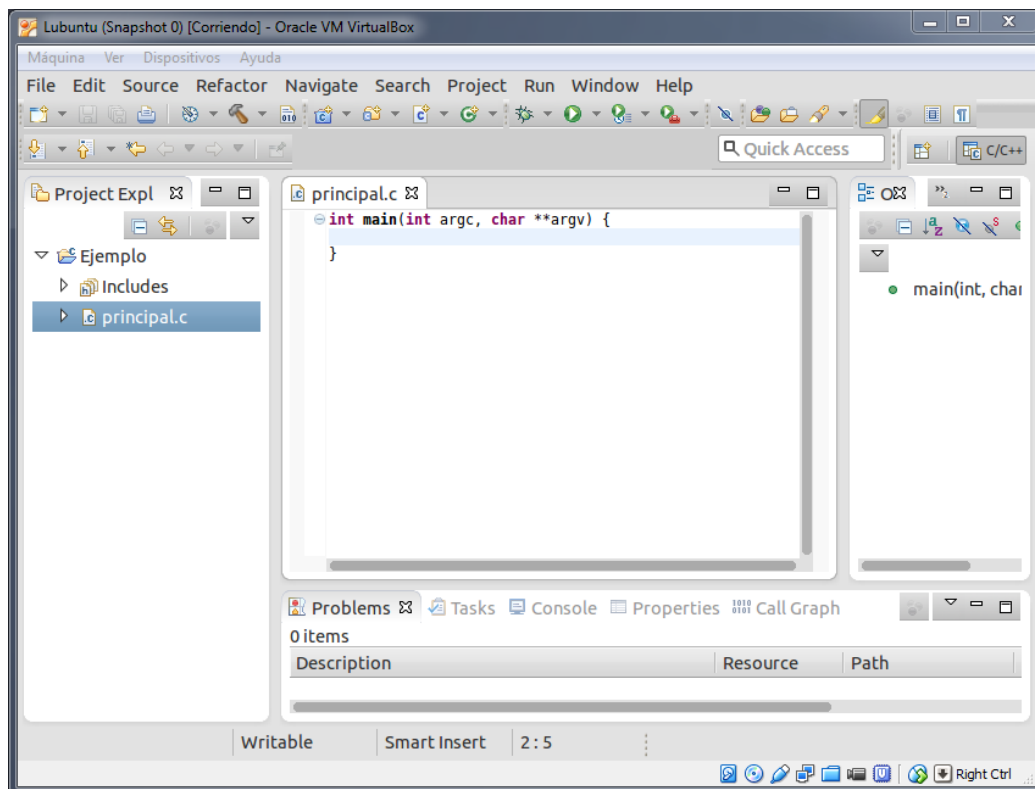 Lubuntu (Snapshot 0) [Corriendo] - Oracle VM VirtualBox
Máquina Ver Dispositivos Ayuda
File Edit Source Refactor Navigate Search Project Run Window Help
Quick Access
C/C++
Project Expl
principal.c
O
int main(int argc, char **argv) {
}
Ejemplo
Includes
principal.c
main(int, char
Problems Tasks Console Properties Call Graph
0 items
Description Resource Path
Writable Smart Insert 2 : 5
Right Ctrl